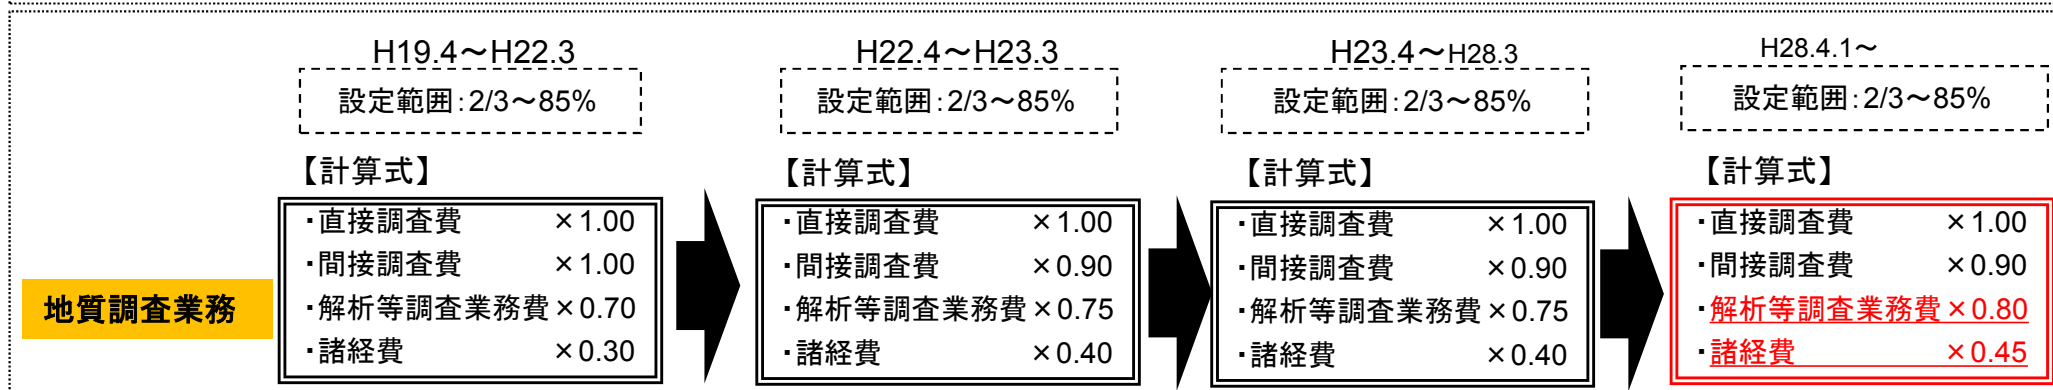 H19.4～H22.3
設定範囲：2/3～85%
【計算式】
・直接調査費 ×1.00
・間接調査費 ×1.00
・解析等調査業務費×0.70
・諸経費 ×0.30
H22.4～H23.3
設定範囲：2/3～85%
【計算式】
・直接調査費 ×1.00
・間接調査費 ×0.90
・解析等調査業務費×0.75
・諸経費 ×0.40
H23.4～H28.3
設定範囲：2/3～85%
【計算式】
・直接調査費 ×1.00
・間接調査費 ×0.90
・解析等調査業務費×0.75
・諸経費 ×0.40
H28.4.1～
設定範囲：2/3～85%
【計算式】
・直接調査費 ×1.00
・間接調査費 ×0.90
・解析等調査業務費×0.80
・諸経費 ×0.45
地質調査業務